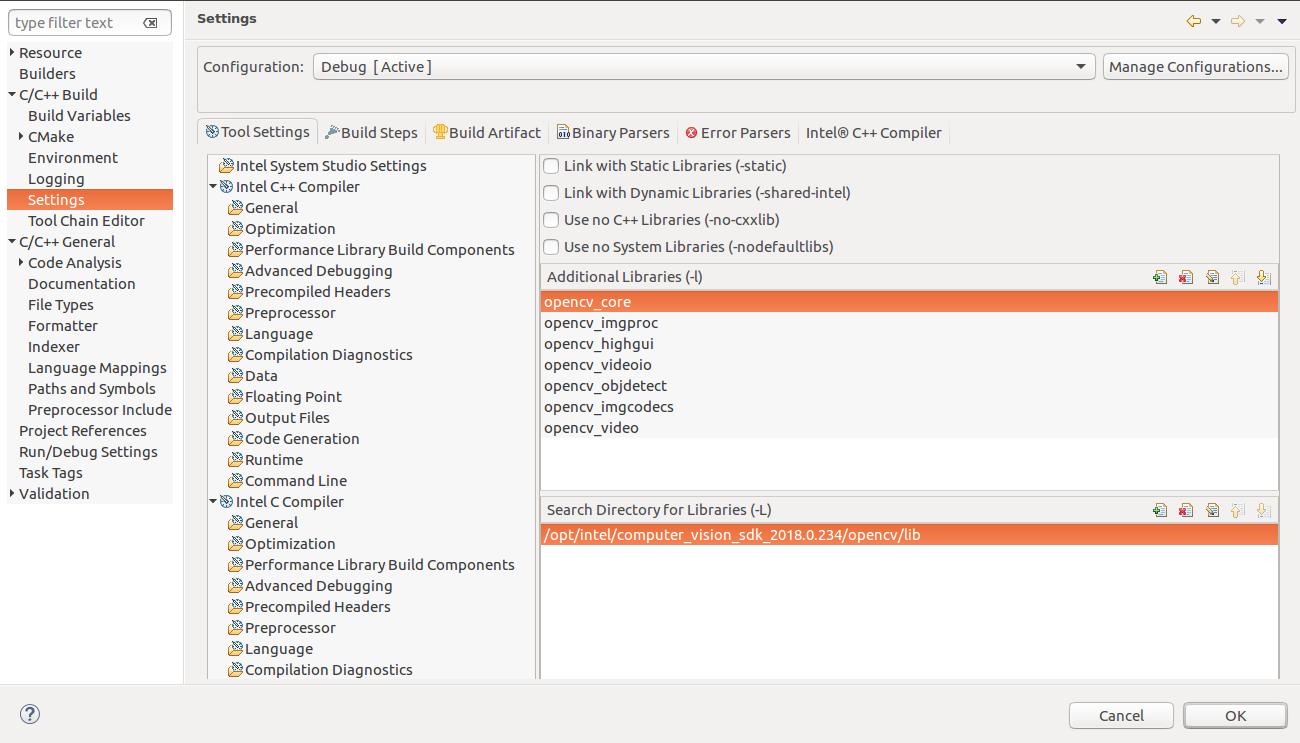 type filter text
Resource
Builders
C/C++ Build
Build Variables
CMake
Environment
Logging
Settings
Tool Chain Editor
C/C++ General
Code Analysis
Documentation
File Types
Formatter
Indexer
Language Mappings
Paths and Symbols
Preprocessor Include
Project References
Run/Debug Settings
Task Tags
Validation
Settings
Configuration: Debug [ Active ] Manage Configurations...
Tool Settings Build Steps Build Artifact Binary Parsers Error Parsers Intel® C++ Compiler
Intel System Studio Settings
Intel C++ Compiler
General
Optimization
Performance Library Build Components
Advanced Debugging
Precompiled Headers
Preprocessor
Language
Compilation Diagnostics
Data
Floating Point
Output Files
Code Generation
Runtime
Command Line
Intel C Compiler
General
Optimization
Performance Library Build Components
Advanced Debugging
Precompiled Headers
Preprocessor
Language
Compilation Diagnostics
Link with Static Libraries (-static)
Link with Dynamic Libraries (-shared-intel)
Use no C++ Libraries (-no-cxxlib)
Use no System Libraries (-nodefaultlibs)
Additional Libraries (-l)
opencv_core
opencv_imgproc
opencv_highgui
opencv_videoio
opencv_objdetect
opencv_imgcodecs
opencv_video
Search Directory for Libraries (-L)
/opt/intel/computer_vision_sdk_2018.0.234/opencv/lib
? Cancel OK